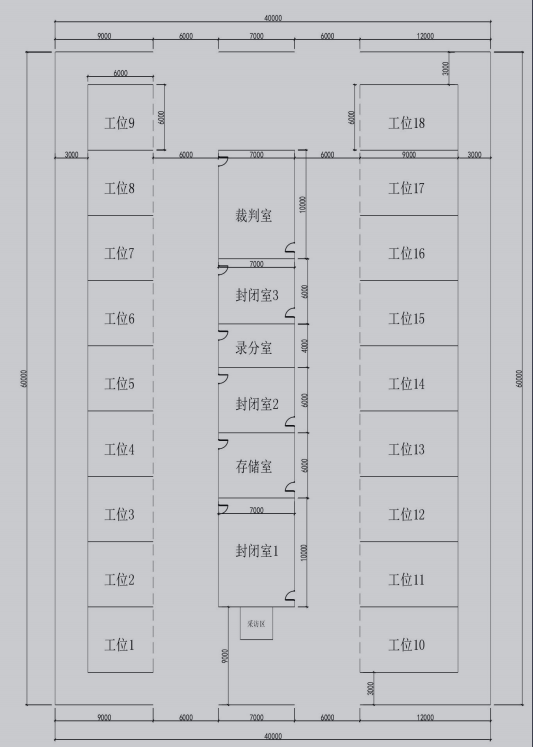 40000
9000 6000 7000 6000 12000
6000
3000
工位9 6000 6000 工位18
3000 6000 7000 6000 9000 3000
工位8 工位17
裁判室 10000
工位7 工位16
7000
封闭室3 6000
工位6 工位15
录分室 4000
60000 工位5 工位14 60000
封闭室2 6000
工位4 工位13
存储室 6000
工位3 7000 工位12
封闭室1 10000
工位2 工位11
采访区
工位1 工位10
9000
3000
9000 6000 7000 6000 12000
40000